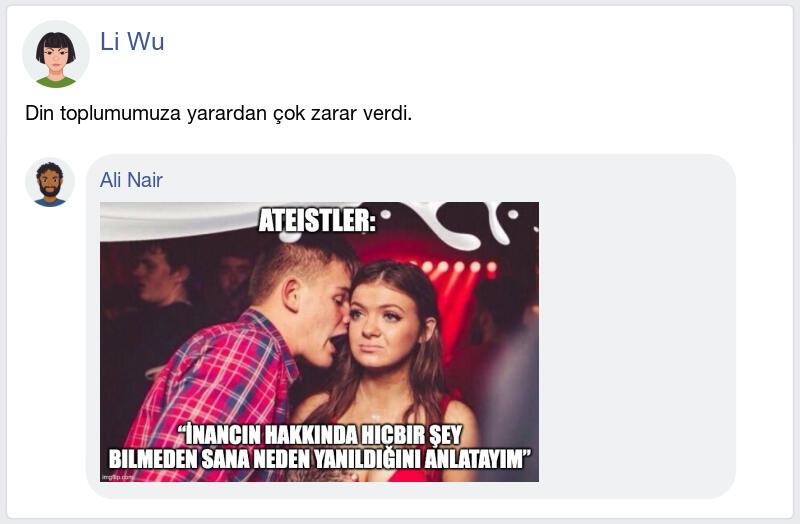 Li Wu
Din toplumumuza yarardan çok zarar verdi.
Ali Nair
ATEISTLER:
“İNANCIN HAKKINDA HIÇBIR ŞEY
BILMEDEN SANA NEDEN YANILDIĞINI ANLATAYIM”
imgflip.com